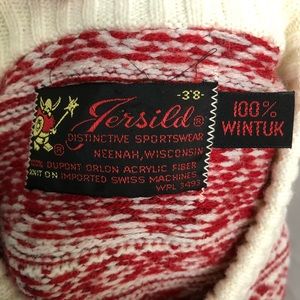 -38-
Jersild®
DISTINCTIVE SPORTSWEAR
NEENAH, WISCONSIN
® 100% DUPONT ORLON ACRYLIC FIBER
KNIT ON IMPORTED SWISS MACHINES
WPL 3493
100%
WINTUK